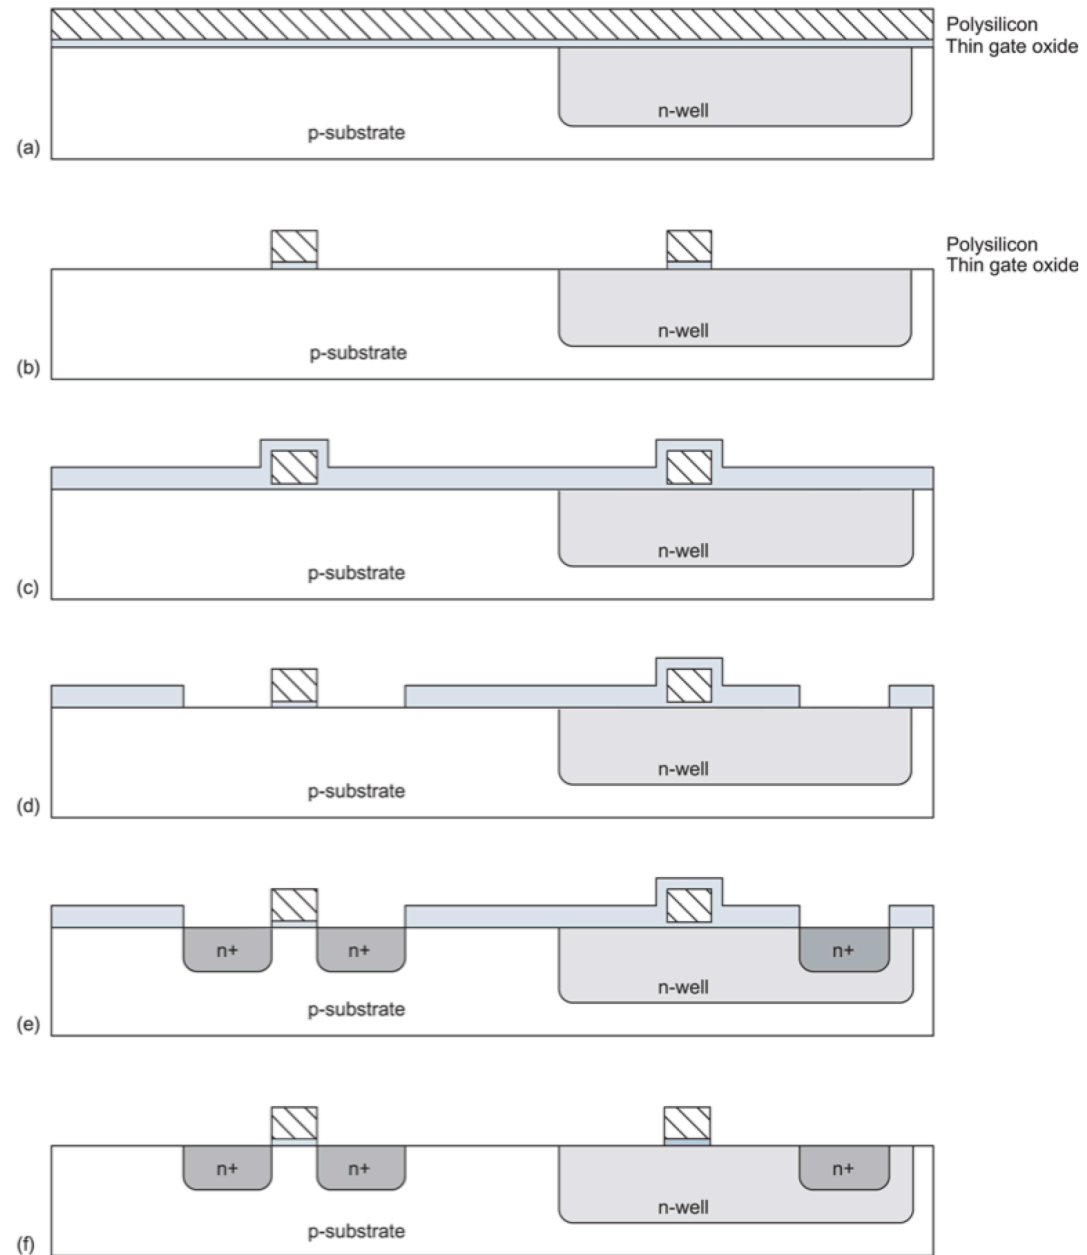 Polysilicon
Thin gate oxide
n-well
p-substrate
(a)
Polysilicon
Thin gate oxide
n-well
p-substrate
(b)
n-well
p-substrate
(c)
n-well
p-substrate
(d)
n+ n+ n+
n-well
p-substrate
(e)
n+ n+ n+
n-well
p-substrate
(f)